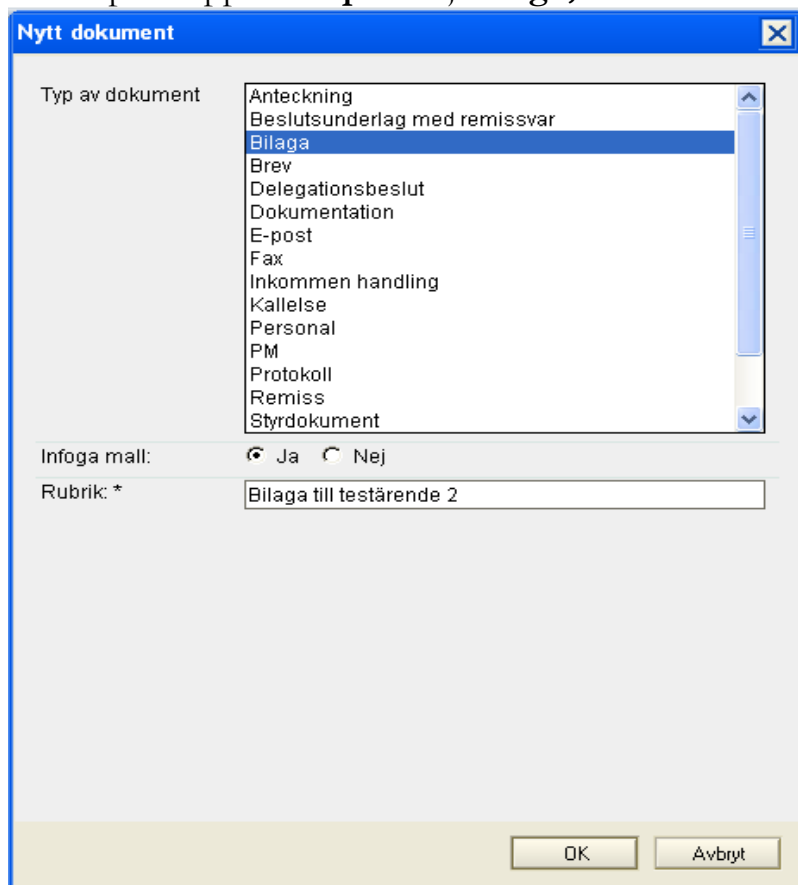 Nytt dokument
Typ av dokument
Anteckning
Beslutsunderlag med remissvar
Bilaga
Brev
Delegationsbeslut
Dokumentation
E-post
Fax
Inkommen handling
Kallelse
Personal
PM
Protokoll
Remiss
Styrdokument
Infoga mall: Ja Nej
Rubrik: * Bilaga till testärende 2
OK Avbryt